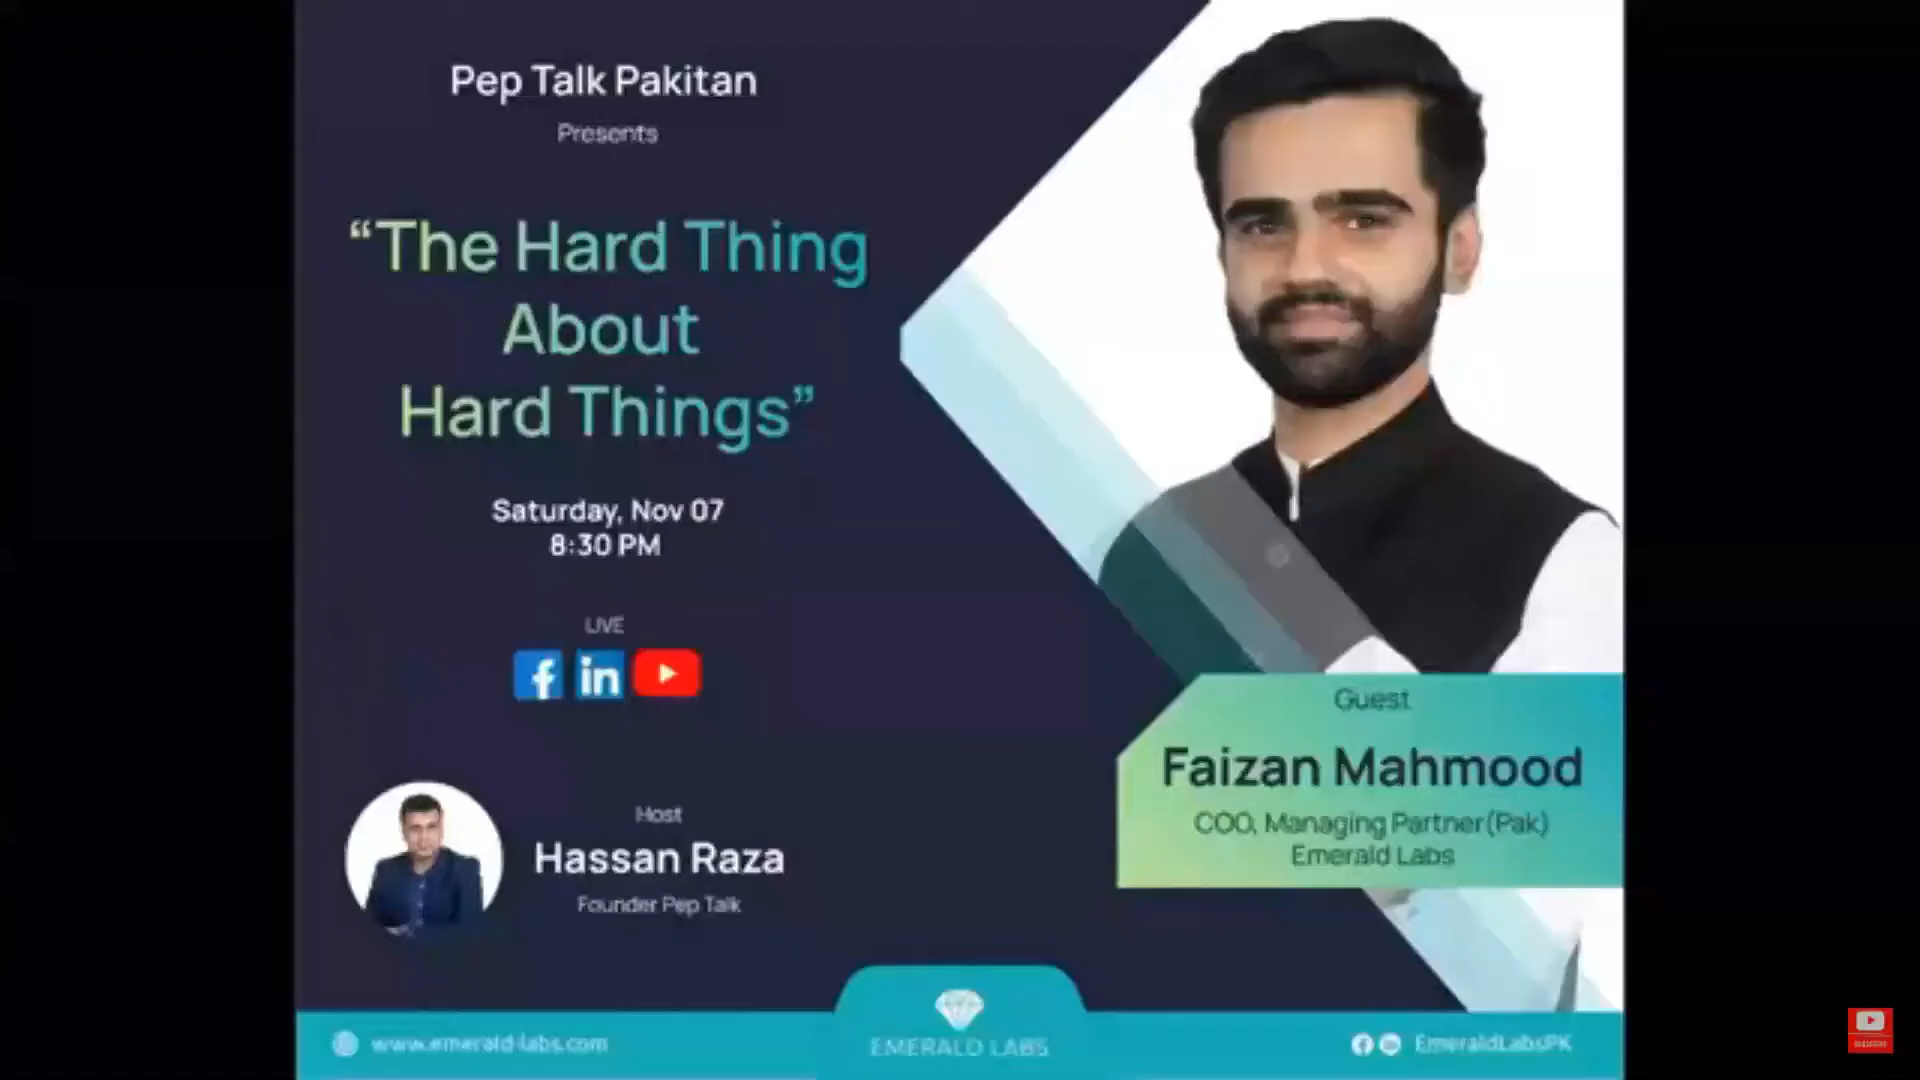 Pep Talk Pakitan
Presents
“The Hard Thing
About
Hard Things”
Saturday, Nov 07
8:30 PM
LIVE
Host
Hassan Raza
Founder Pep Talk
Guest
Faizan Mahmood
COO, Managing Partner(Pak)
Emerald Labs
www.emerald-labs.com
EMERALD LABS
EmeraldLabsPK